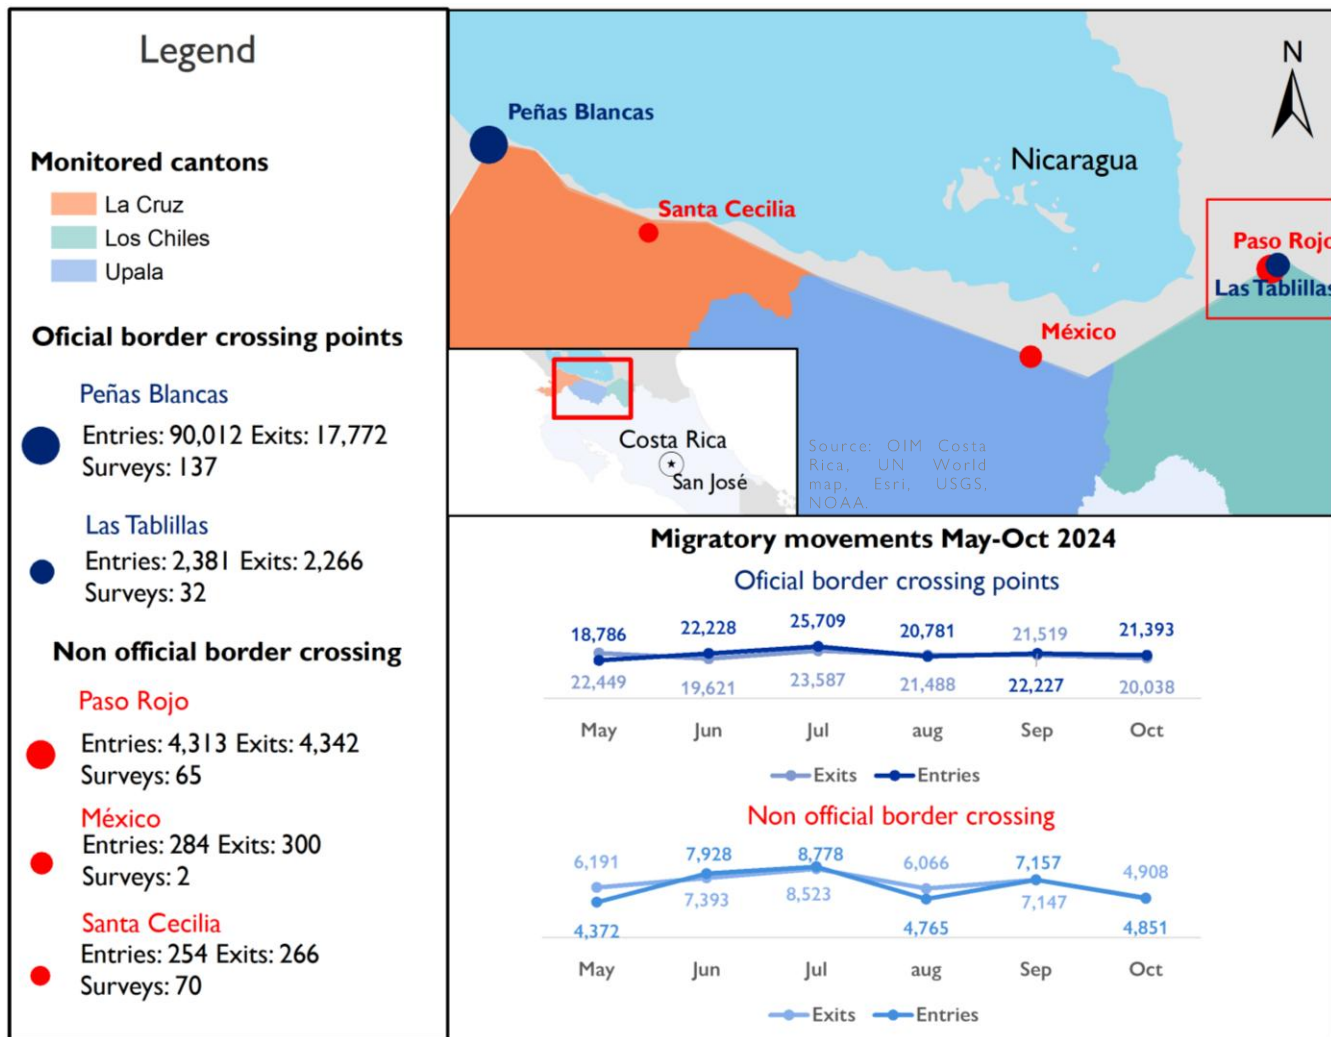 Legend
Monitored cantons
La Cruz
Los Chiles
Upala
Oficial border crossing points
Peñas Blancas
Entries: 90,012 Exits: 17,772
Surveys: 137
Las Tablillas
Entries: 2,381 Exits: 2,266
Surveys: 32
Non official border crossing
Paso Rojo
Entries: 4,313 Exits: 4,342
Surveys: 65
México
Entries: 284 Exits: 300
Surveys: 2
Santa Cecilia
Entries: 254 Exits: 266
Surveys: 70
N
Peñas Blancas
Nicaragua
Santa Cecilia
Paso Rojo
Las Tablillas
México
Costa Rica
San José
Source: OIM Costa
Rica, UN World
map, Esri, USGS,
NOAA.
Migratory movements May-Oct 2024
Oficial border crossing points
18,786 22,228 25,709 20,781 21,519 21,393
22,449 19,621 23,587 21,488 22,227 20,038
May Jun Jul aug Sep Oct
Exits Entries
Non official border crossing
6,191 7,928 8,778 6,066 7,157 4,908
4,372 7,393 8,523 4,765 7,147 4,851
May Jun Jul aug Sep Oct
Exits Entries